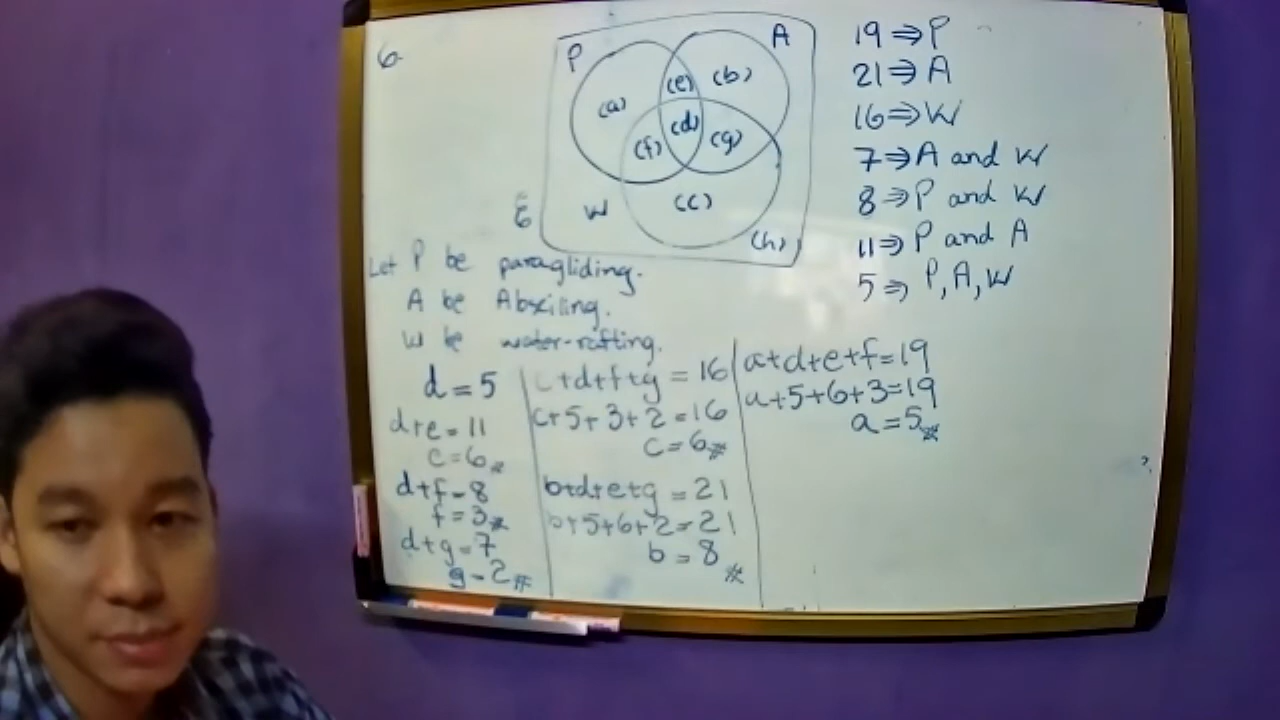 6.
P
A
(e)
(b)
(a)
(d)
(f)
(g)
W
(c)
(h)
19 ⇒ P
21 ⇒ A
16 ⇒ W
7 ⇒ A and W
8 ⇒ P and W
11 ⇒ P and A
5 ⇒ P, A, W
Let P be paragliding.
A be Abseiling.
W be water-rafting.
d = 5
d+e = 11
e = 6
d+f = 8
f = 3
d+g = 7
g = 2
c+d+f+g = 16
c+5+3+2 = 16
c = 6
b+d+e+g = 21
b+5+6+2 = 21
b = 8
a+d+e+f = 19
a+5+6+3 = 19
a = 5